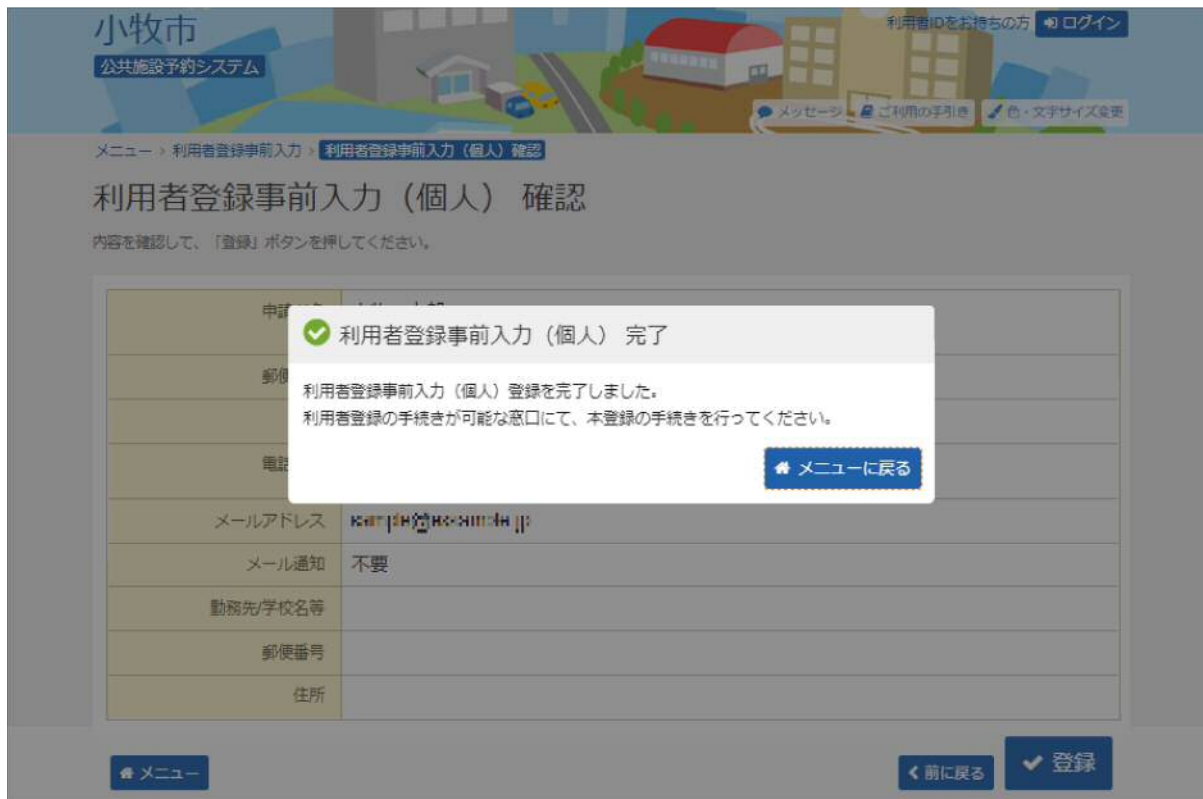 小牧市
公共施設予約システム
利用者IDをお持ちの方 ログイン
メッセージ ご利用の手引き 色・文字サイズ変更
メニュー › 利用者登録事前入力 › 利用者登録事前入力（個人）確認
利用者登録事前入力（個人） 確認
内容を確認して、「登録」ボタンを押してください。
利用者登録事前入力（個人） 完了
利用者登録事前入力（個人）登録を完了しました。
利用者登録の手続きが可能な窓口にて、本登録の手続きを行ってください。
メニューに戻る
メールアドレス
メール通知 不要
勤務先/学校名等
郵便番号
住所
メニュー
前に戻る
登録